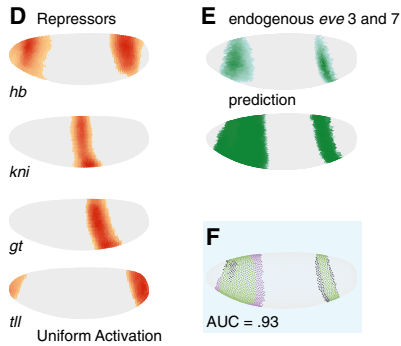 D Repressors
hb
kni
gt
tll
Uniform Activation
E endogenous eve 3 and 7
prediction
F
AUC = .93